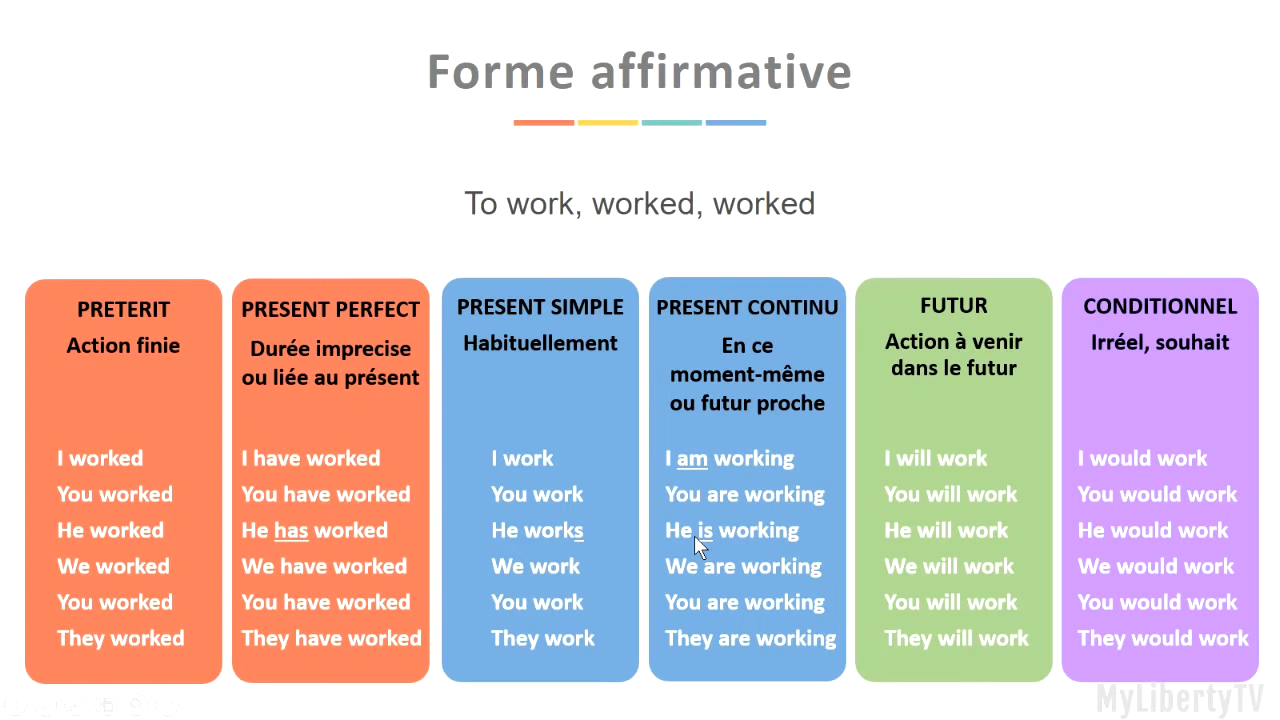 Forme affirmative
To work, worked, worked
PRETERIT
Action finie
I worked
You worked
He worked
We worked
You worked
They worked
PRESENT PERFECT
Durée imprecise
ou liée au présent
I have worked
You have worked
He has worked
We have worked
You have worked
They have worked
PRESENT SIMPLE
Habituellement
I work
You work
He works
We work
You work
They work
PRESENT CONTINU
En ce
moment-même
ou futur proche
I am working
You are working
He is working
We are working
You are working
They are working
FUTUR
Action à venir
dans le futur
I will work
You will work
He will work
We will work
You will work
They will work
CONDITIONNEL
Irréel, souhait
I would work
You would work
He would work
We would work
You would work
They would work
MyLibertyTV